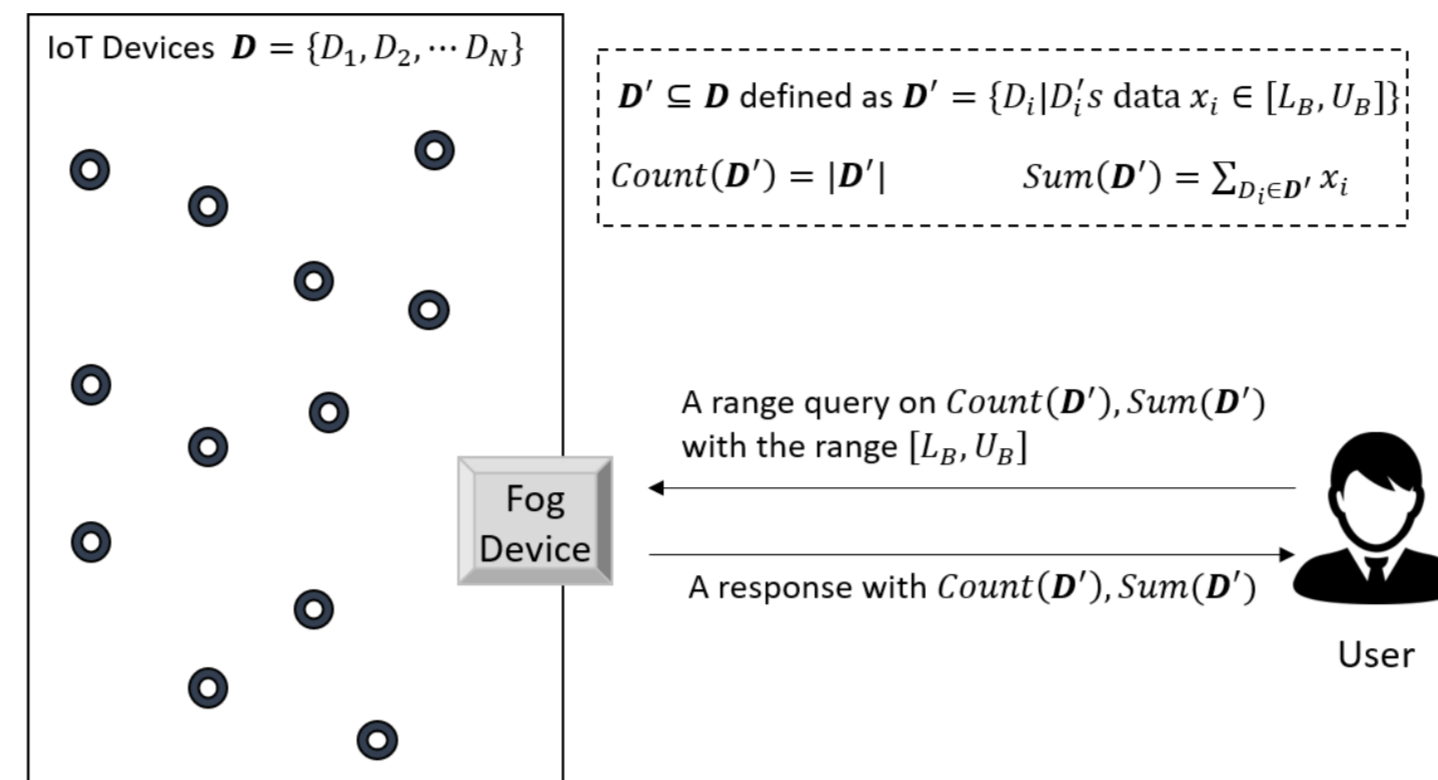 IoT Devices D = {D₁, D₂, ⋯ D_N}
D′ ⊆ D defined as D′ = {Dᵢ|Dᵢ′s data xᵢ ∈ [L_B, U_B]}
Count(D′) = |D′| Sum(D′) = ∑_{Dᵢ∈D′} xᵢ
A range query on Count(D′), Sum(D′)
with the range [L_B, U_B]
Fog
Device
A response with Count(D′), Sum(D′)
User